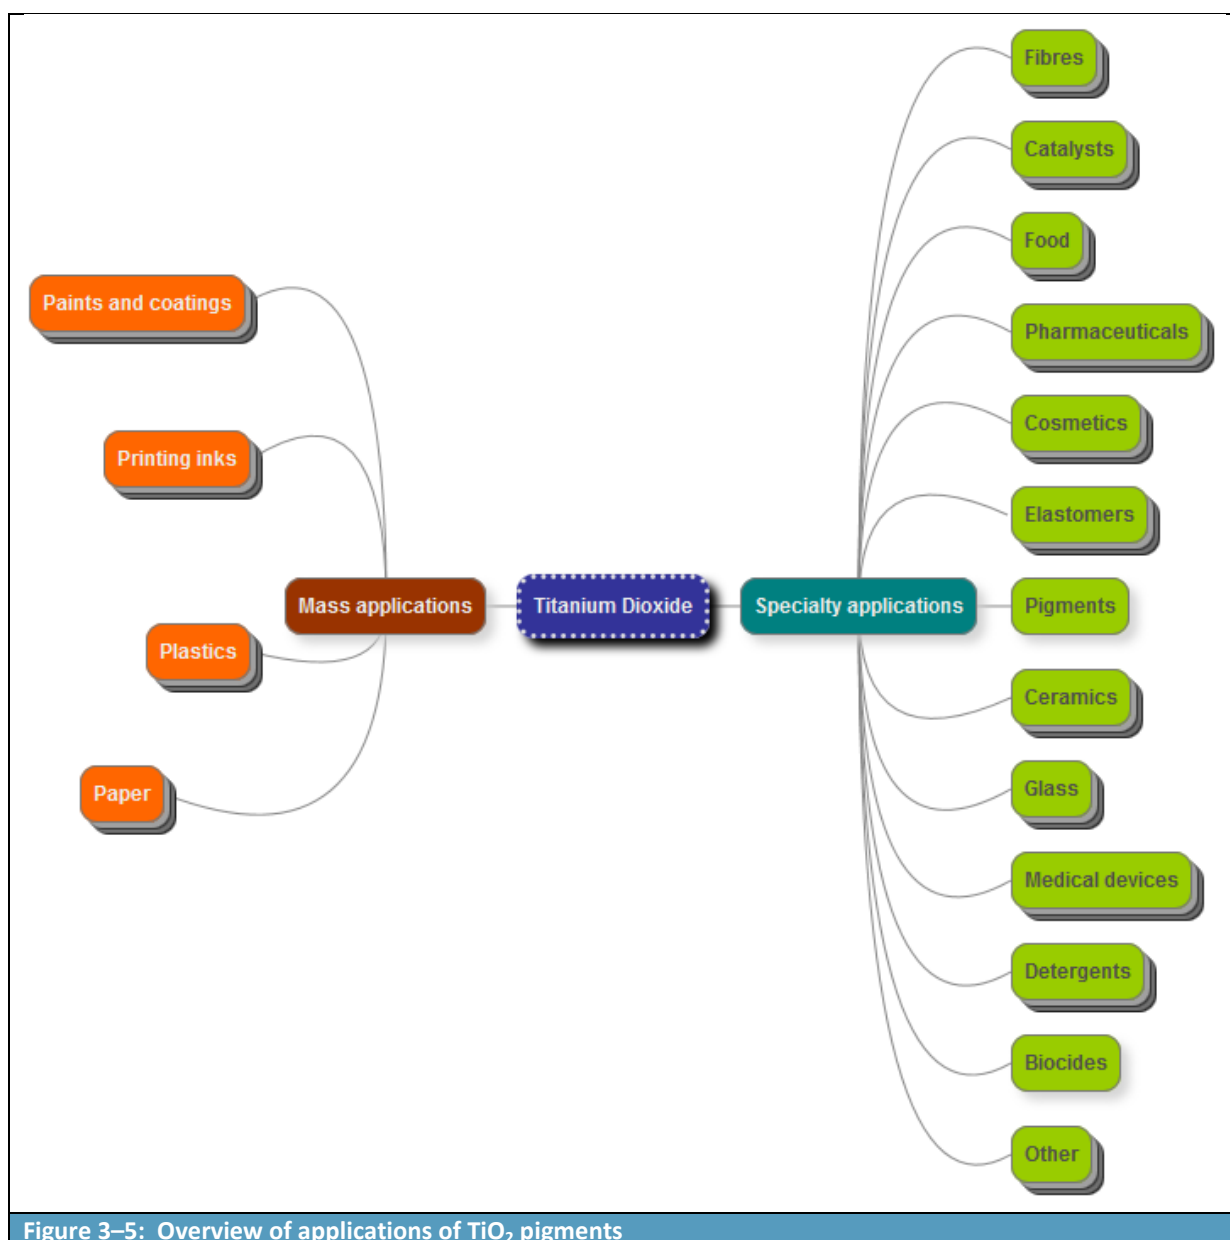 Fibres
Catalysts
Food
Pharmaceuticals
Cosmetics
Elastomers
Paints and coatings
Printing inks
Mass applications
Titanium Dioxide
Specialty applications
Pigments
Plastics
Paper
Ceramics
Glass
Medical devices
Detergents
Biocides
Other
Figure 3–5: Overview of applications of TiO₂ pigments